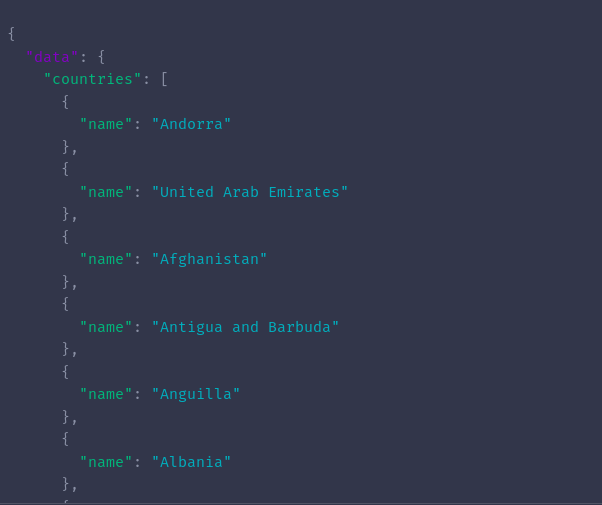 {
"data": {
"countries": [
{
"name": "Andorra"
},
{
"name": "United Arab Emirates"
},
{
"name": "Afghanistan"
},
{
"name": "Antigua and Barbuda"
},
{
"name": "Anguilla"
},
{
"name": "Albania"
},